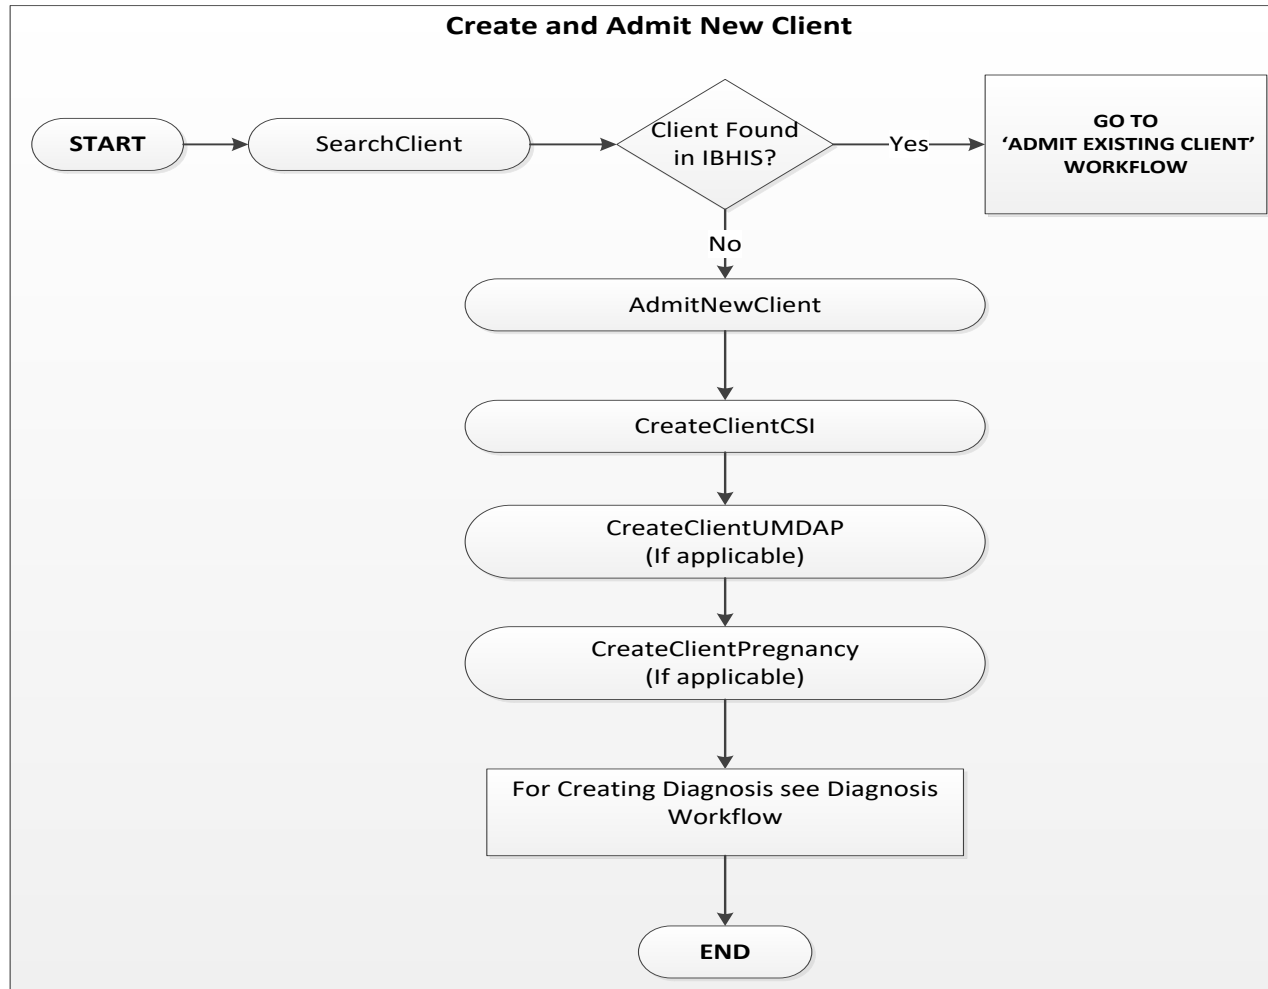 Create and Admit New Client
START
SearchClient
Client Found
in IBHIS?
Yes
GO TO
‘ADMIT EXISTING CLIENT’
WORKFLOW
No
AdmitNewClient
CreateClientCSI
CreateClientUMDAP
(If applicable)
CreateClientPregnancy
(If applicable)
For Creating Diagnosis see Diagnosis
Workflow
END